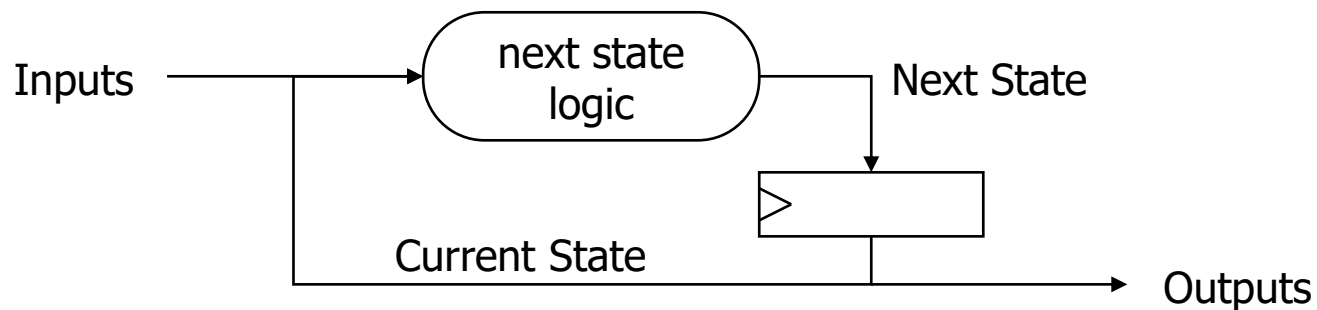 next state
logic
Inputs
Next State
Current State
Outputs